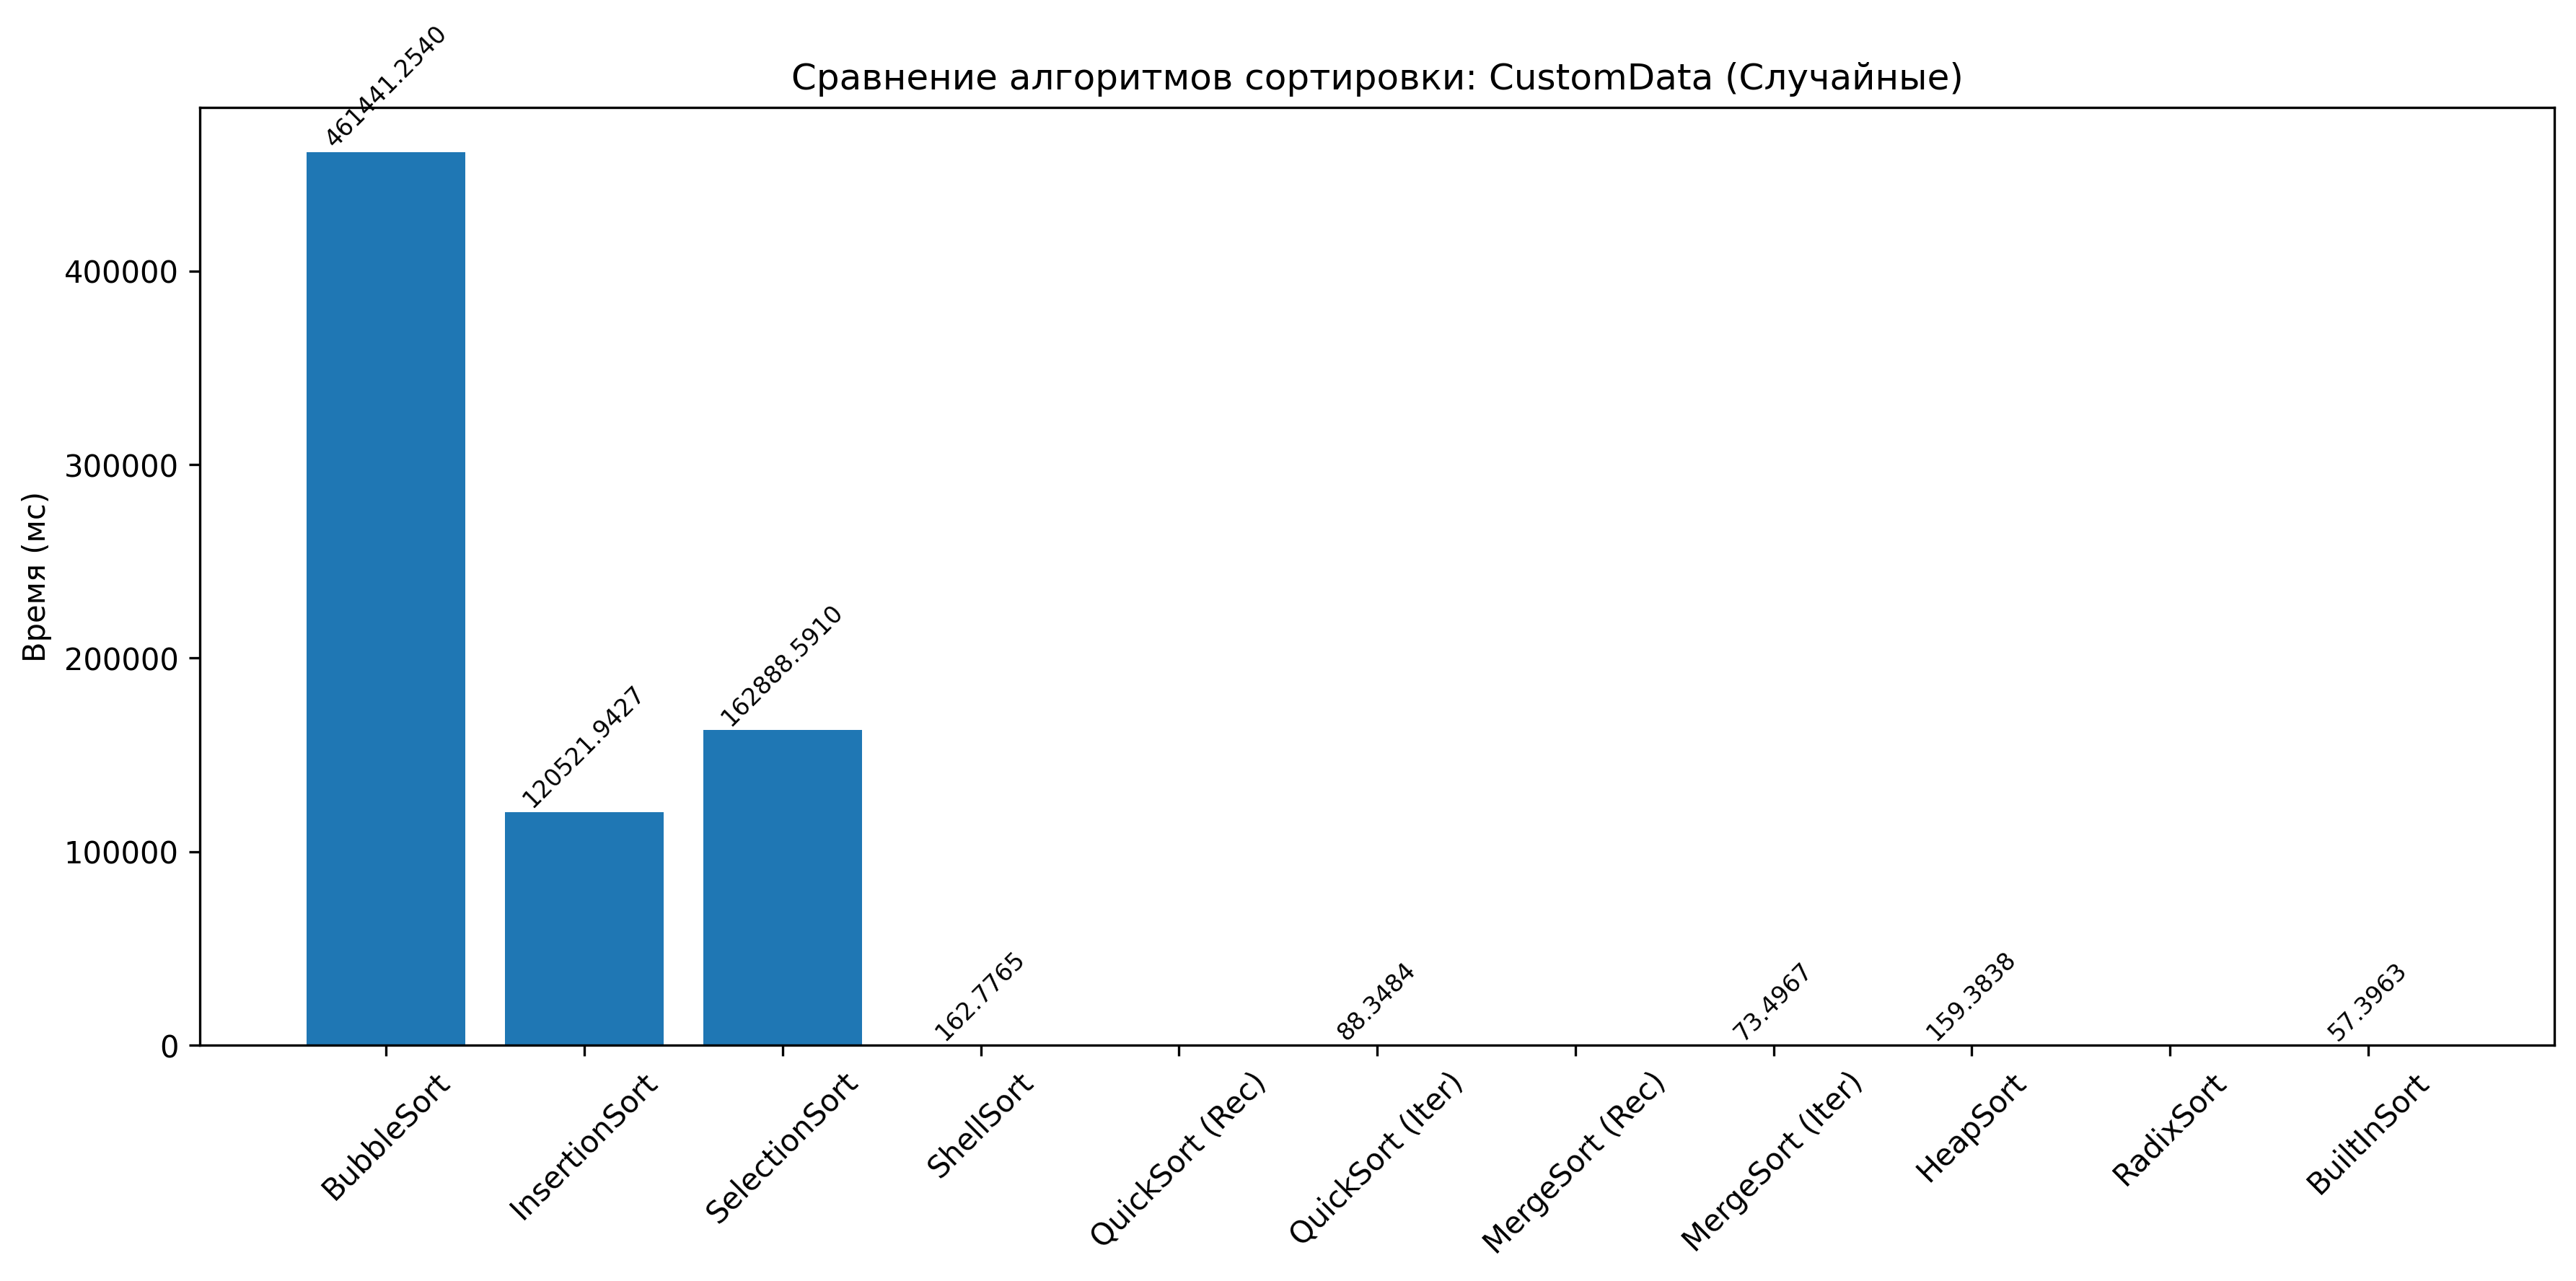 Сравнение алгоритмов сортировки: CustomData (Случайные)
Время (мс)
400000
300000
200000
100000
0
461441.2540
120521.9427
162888.5910
162.7765
88.3484
73.4967
159.3838
57.3963
BubbleSort
InsertionSort
SelectionSort
ShellSort
QuickSort (Rec)
QuickSort (Iter)
MergeSort (Rec)
MergeSort (Iter)
HeapSort
RadixSort
BuiltInSort